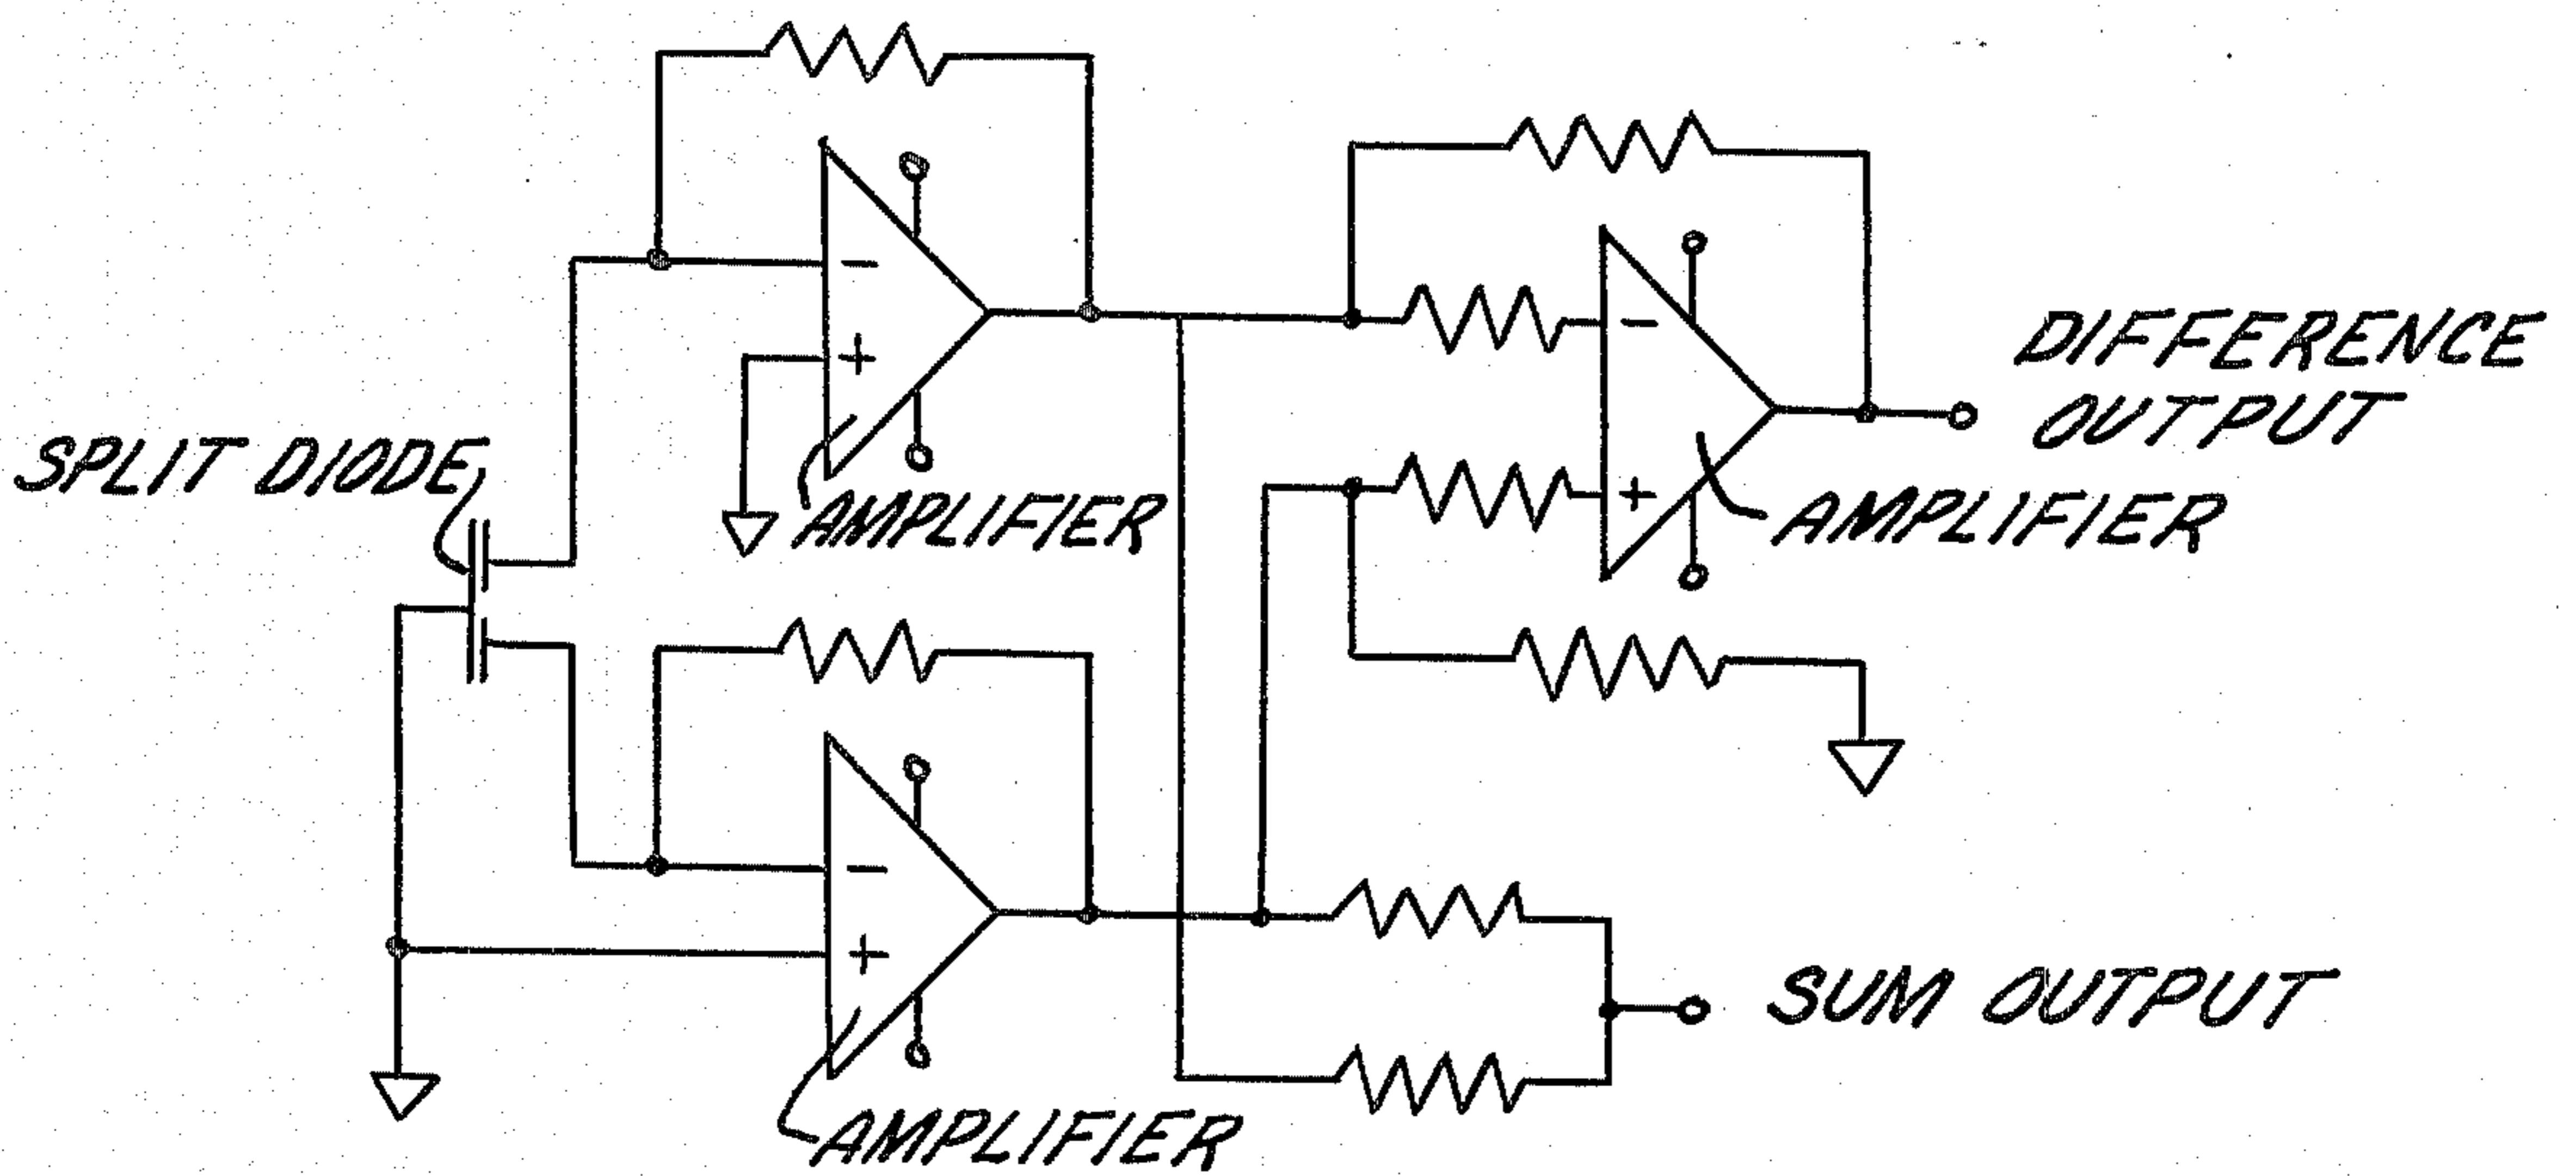 SPLIT DIODE
-
+
AMPLIFIER
-
+
AMPLIFIER
DIFFERENCE
OUTPUT
-
+
AMPLIFIER
SUM OUTPUT